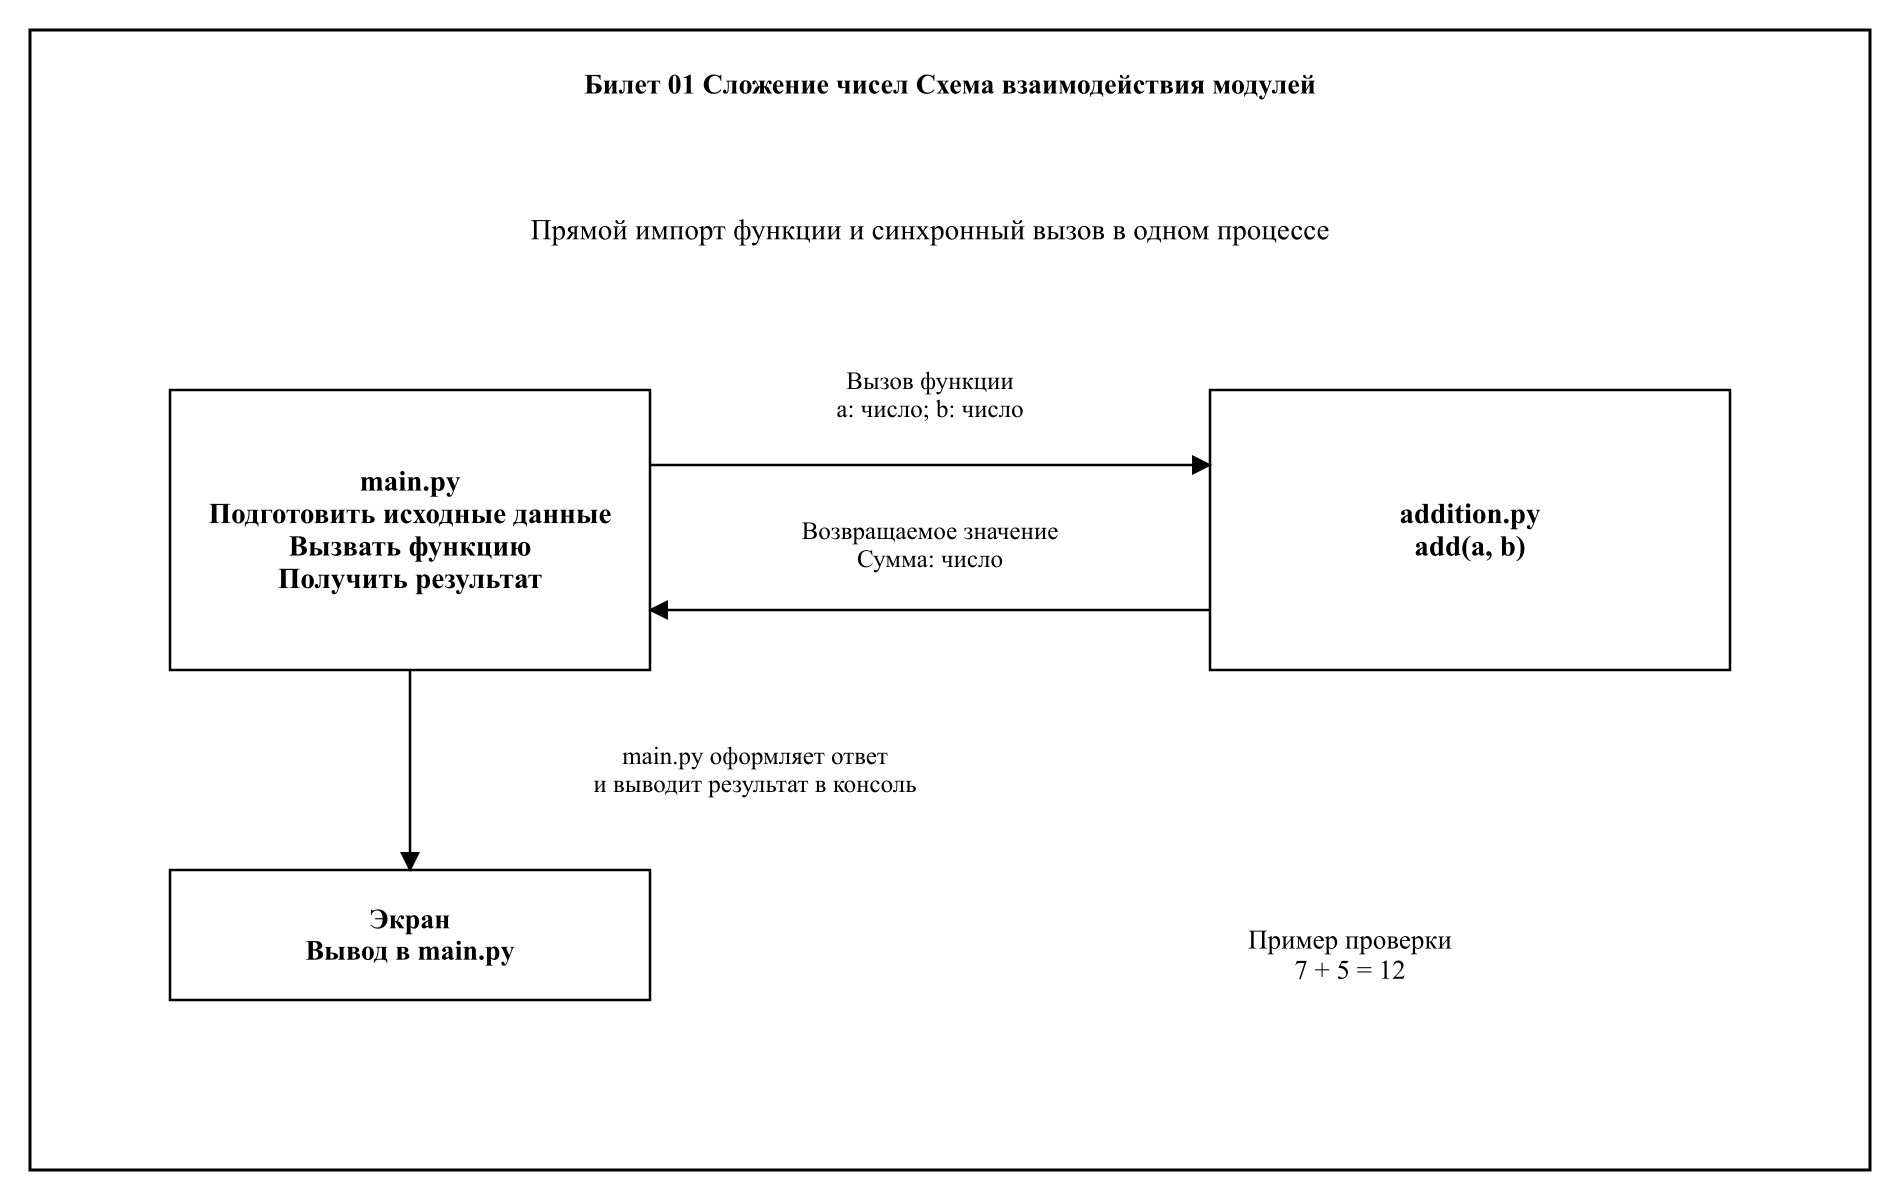 Билет 01 Сложение чисел Схема взаимодействия модулей
Прямой импорт функции и синхронный вызов в одном процессе
Вызов функции
a: число; b: число
main.py
Подготовить исходные данные
Вызвать функцию
Получить результат
Возвращаемое значение
Сумма: число
addition.py
add(a, b)
main.py оформляет ответ
и выводит результат в консоль
Экран
Вывод в main.py
Пример проверки
7 + 5 = 12